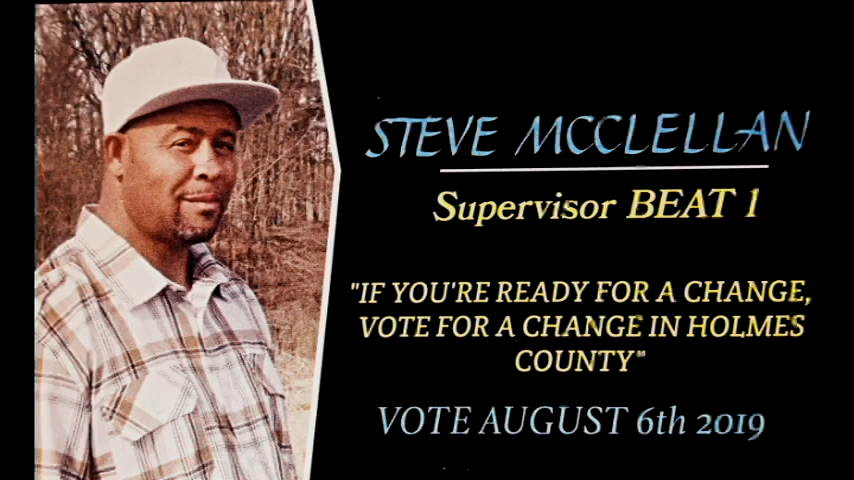 STEVE MCCLELLAN
Supervisor BEAT 1
"IF YOU'RE READY FOR A CHANGE,
VOTE FOR A CHANGE IN HOLMES
COUNTY"
VOTE AUGUST 6th 2019